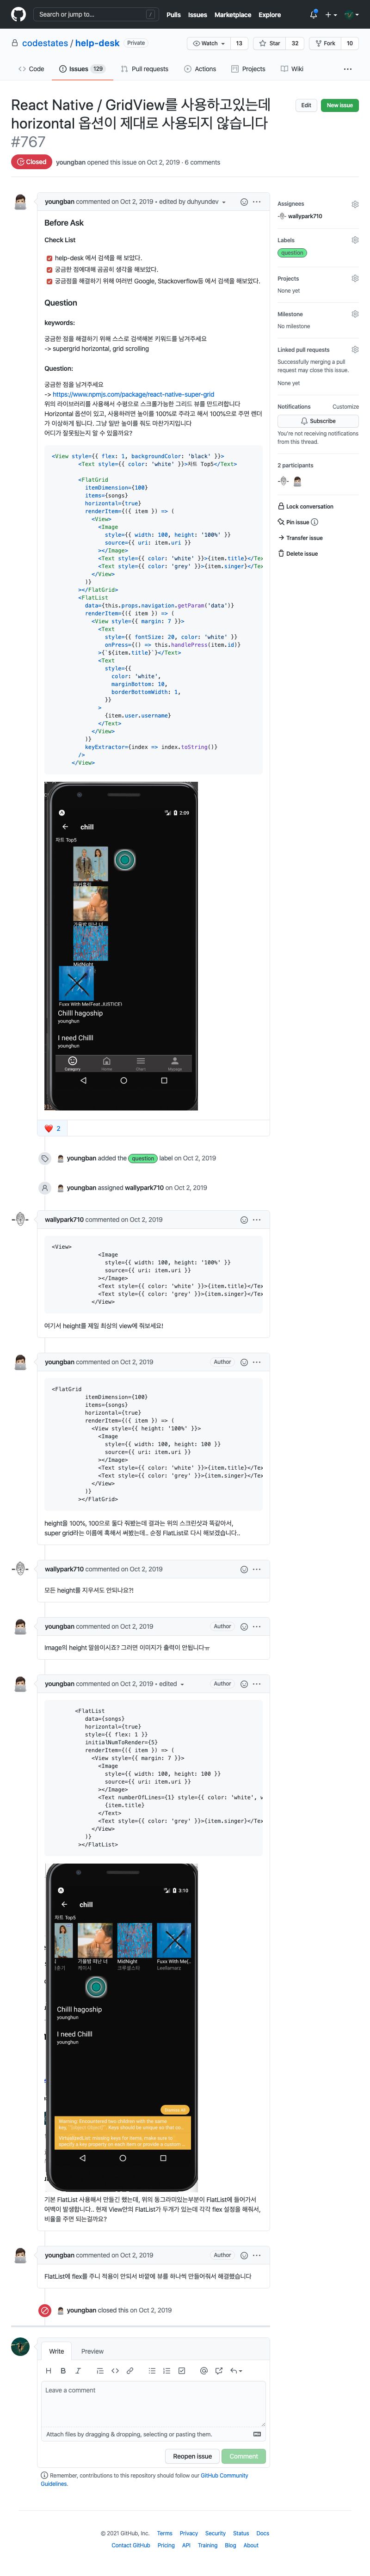 Search or jump to... /
Pulls Issues Marketplace Explore
codestates / help-desk Private
Watch 13 Star 32 Fork 10
Code Issues 129 Pull requests Actions Projects Wiki
React Native / GridView를 사용하고있는데
horizontal 옵션이 제대로 사용되지 않습니다
#767
Edit New issue
Closed youngban opened this issue on Oct 2, 2019 · 6 comments
youngban commented on Oct 2, 2019 • edited by duhyundev
Before Ask
Check List
help-desk 에서 검색을 해 보았다.
궁금한 점에대해 곰곰히 생각을 해보았다.
궁금점을 해결하기 위해 여러번 Google, Stackoverflow등 에서 검색을 해보았다.
Question
keywords:
궁금한 점을 해결하기 위해 스스로 검색해본 키워드를 남겨주세요
-> supergrid horizontal, grid scrolling
Question:
궁금한 점을 남겨주세요
-> https://www.npmjs.com/package/react-native-super-grid
위의 라이브러리를 사용해서 수평으로 스크롤가능한 그리드 뷰를 만드려합니다
Horizontal 옵션이 있고, 사용하려면 높이를 100%로 주라고 해서 100%으로 주면 렌더
가 이상하게 됩니다. 그냥 일반 높이를 줘도 마찬가지입니다
어디가 잘못됬는지 알 수 있을까요?
<View style={{ flex: 1, backgroundColor: 'black' }}>
<Text style={{ color: 'white' }}>차트 Top5</Text>
<FlatGrid
itemDimension={100}
items={songs}
horizontal={true}
renderItem={({ item }) => (
<View>
<Image
style={{ width: 100, height: '100%' }}
source={{ uri: item.uri }}
></Image>
<Text style={{ color: 'white' }}>{item.title}</Text>
<Text style={{ color: 'grey' }}>{item.singer}</Text>
</View>
)}
></FlatGrid>
<FlatList
data={this.props.navigation.getParam('data')}
renderItem={({ item }) => (
<View style={{ margin: 7 }}>
<Text
style={{ fontSize: 20, color: 'white' }}
onPress={() => this.handlePress(item.id)}
>{`${item.title}`}</Text>
<Text
style={{
color: 'white',
marginBottom: 10,
borderBottomWidth: 1,
}}
>
{item.user.username}
</Text>
</View>
)}
keyExtractor={index => index.toString()}
/>
</View>
2:09
chill
차트 Top5
MidNight
Fuxx With Me(Feat.JUSTICE)
Chilll hagoship
younghun
I need Chilll
younghun
Category Home Chart Mypage
2
youngban added the question label on Oct 2, 2019
youngban assigned wallypark710 on Oct 2, 2019
wallypark710 commented on Oct 2, 2019
<View>
<Image
style={{ width: 100, height: '100%' }}
source={{ uri: item.uri }}
></Image>
<Text style={{ color: 'white' }}>{item.title}</Tex
<Text style={{ color: 'grey' }}>{item.singer}</Tex
</View>
여기서 height를 제일 최상의 view에 줘보세요!
youngban commented on Oct 2, 2019 Author
<FlatGrid
itemDimension={100}
items={songs}
horizontal={true}
renderItem={({ item }) => (
<View style={{ height: '100%' }}>
<Image
style={{ width: 100, height: 100 }}
source={{ uri: item.uri }}
></Image>
<Text style={{ color: 'white' }}>{item.title}</Tex
<Text style={{ color: 'grey' }}>{item.singer}</Tex
</View>
)}
></FlatGrid>
height을 100%, 100으로 둘다 줘봤는데 결과는 위의 스크린샷과 똑같아서,
super grid라는 이름에 혹해서 써봤는데.. 순정 FlatList로 다시 해보겠습니다..
wallypark710 commented on Oct 2, 2019
모든 height를 지우셔도 안되나요?!
youngban commented on Oct 2, 2019 Author
Image의 height 말씀이시죠? 그러면 이미지가 출력이 안됩니다ㅠ
youngban commented on Oct 2, 2019 • edited Author
<FlatList
data={songs}
horizontal={true}
style={{ flex: 1 }}
initialNumToRender={5}
renderItem={({ item }) => (
<View style={{ margin: 7 }}>
<Image
style={{ width: 100, height: 100 }}
source={{ uri: item.uri }}
></Image>
<Text numberOfLines={1} style={{ color: 'white', w
{item.title}
</Text>
<Text style={{ color: 'grey' }}>{item.singer}</Tex
</View>
)}
></FlatList>
3:10
chill
차트 Top5
가을밤 떠난 너 MidNight Fuxx With Me(...
케이시 크루셜스타
Chilll hagoship
younghun
I need Chilll
younghun
기본 FlatList 사용해서 만들긴 했는데, 위의 동그라미있는부분이 FlatList에 들어가서
여백이 발생합니다.. 현재 View안의 FlatList가 두개가 있는데 각각 flex 설정을 해줘서,
비율을 주면 되는걸까요?
youngban commented on Oct 2, 2019 Author
FlatList에 flex를 주니 적용이 안되서 바깥에 뷰를 하나씩 만들어줘서 해결했습니다
youngban closed this on Oct 2, 2019
Write Preview
Leave a comment
Attach files by dragging & dropping, selecting or pasting them.
Reopen issue Comment
Remember, contributions to this repository should follow our GitHub Community
Guidelines.
Assignees
wallypark710
Labels
question
Projects
None yet
Milestone
No milestone
Linked pull requests
Successfully merging a pull
request may close this issue.
None yet
Notifications Customize
Subscribe
You're not receiving notifications
from this thread.
2 participants
Lock conversation
Pin issue
Transfer issue
Delete issue
© 2021 GitHub, Inc. Terms Privacy Security Status Docs
Contact GitHub Pricing API Training Blog About